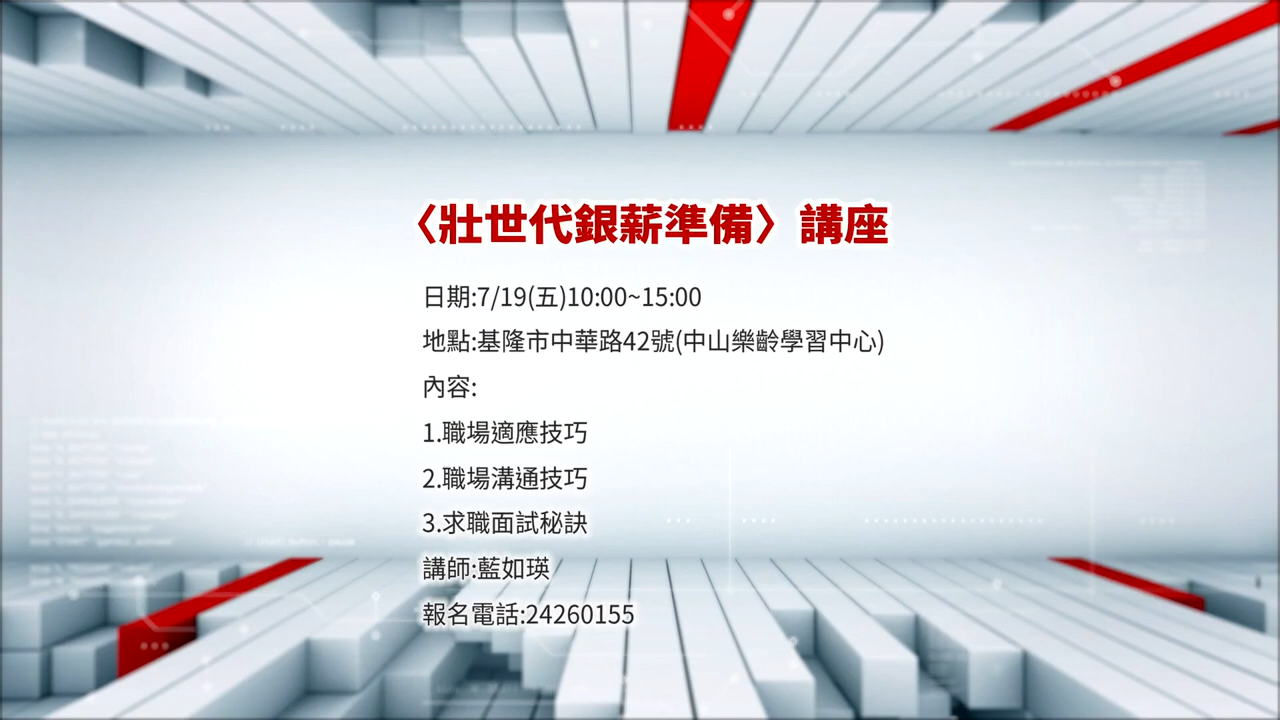 〈壯世代銀薪準備〉講座
日期:7/19(五)10:00~15:00
地點:基隆市中華路42號(中山樂齡學習中心)
內容:
1.職場適應技巧
2.職場溝通技巧
3.求職面試秘訣
講師:藍如瑛
報名電話:24260155